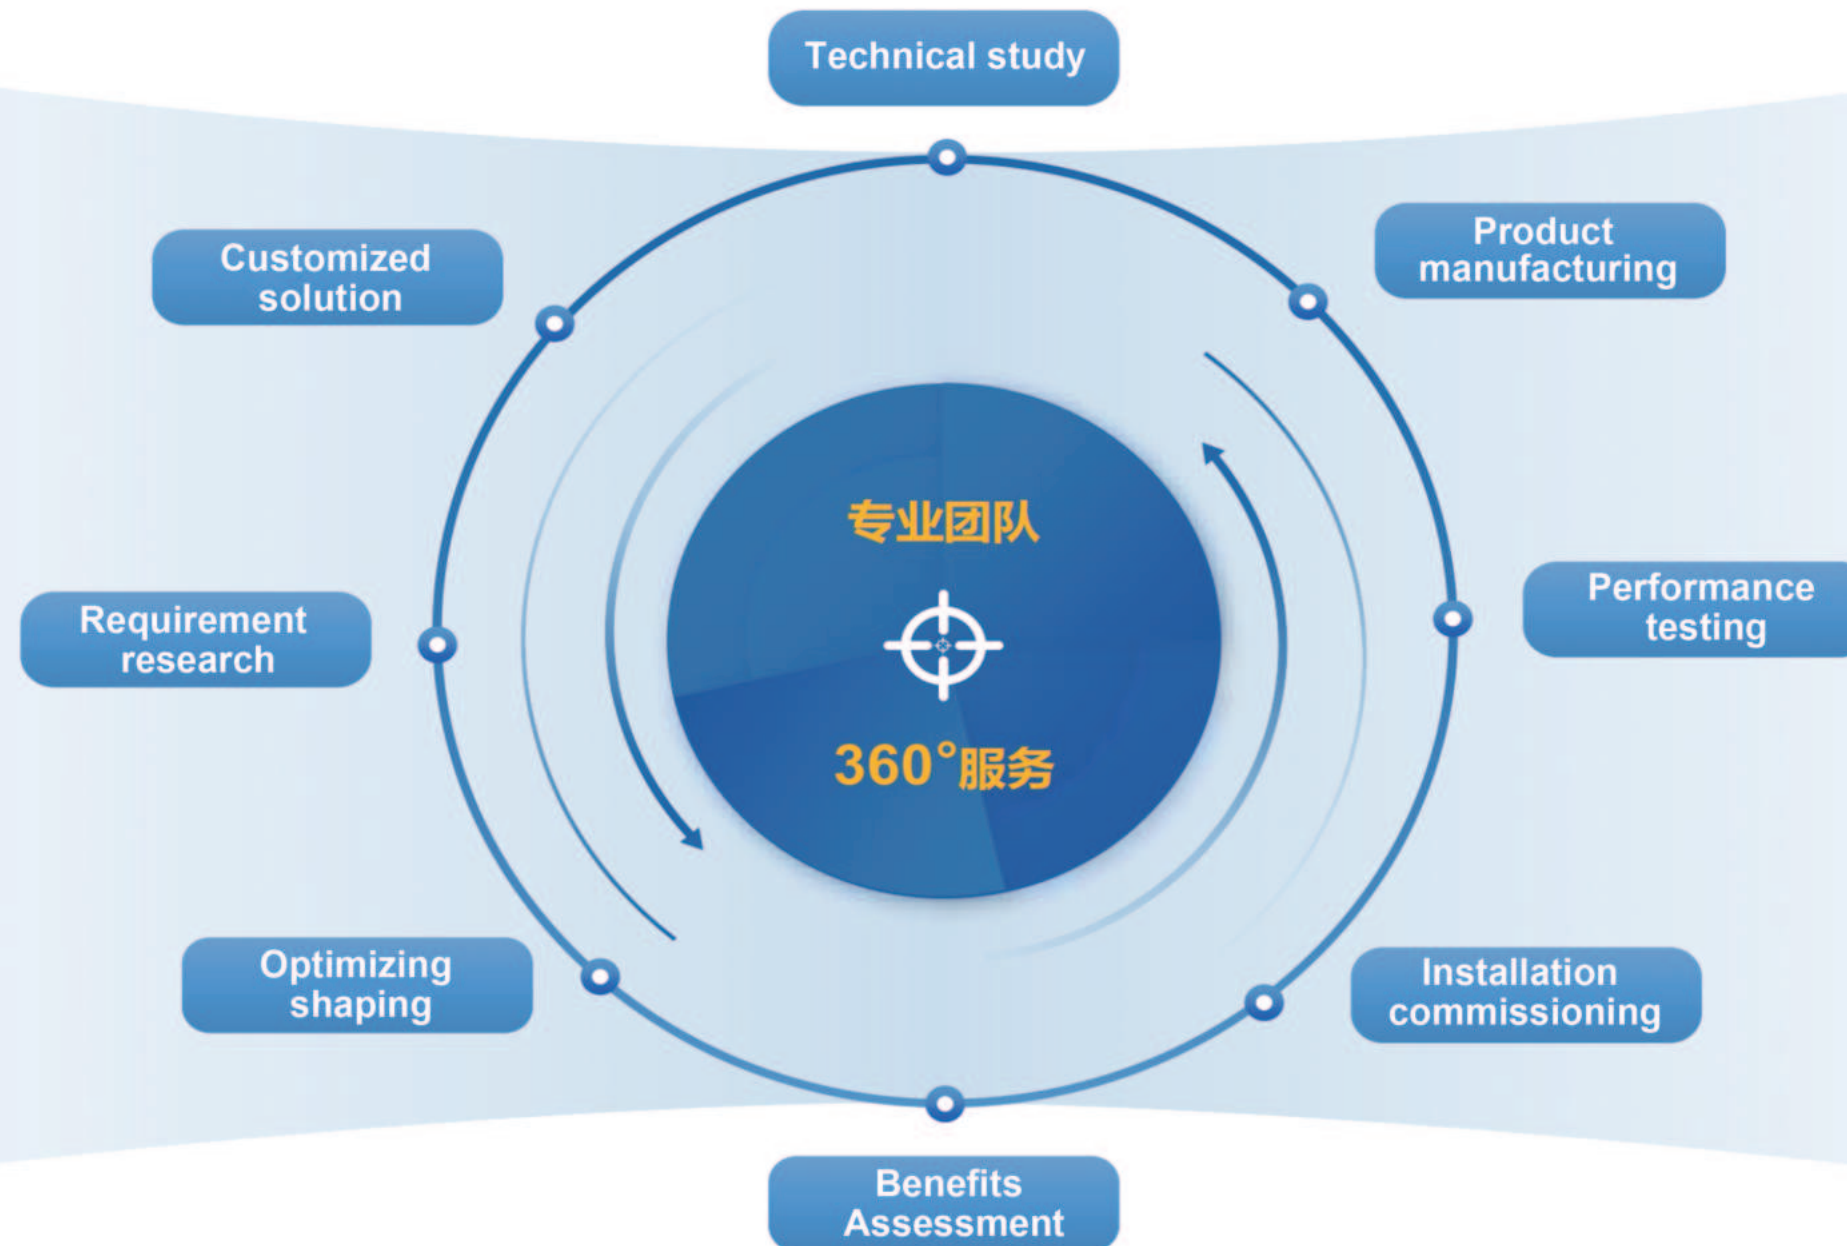 Technical study
Product
manufacturing
Customized
solution
专业团队
Performance
testing
Requirement
research
360°服务
Optimizing
shaping
Installation
commissioning
Benefits
Assessment